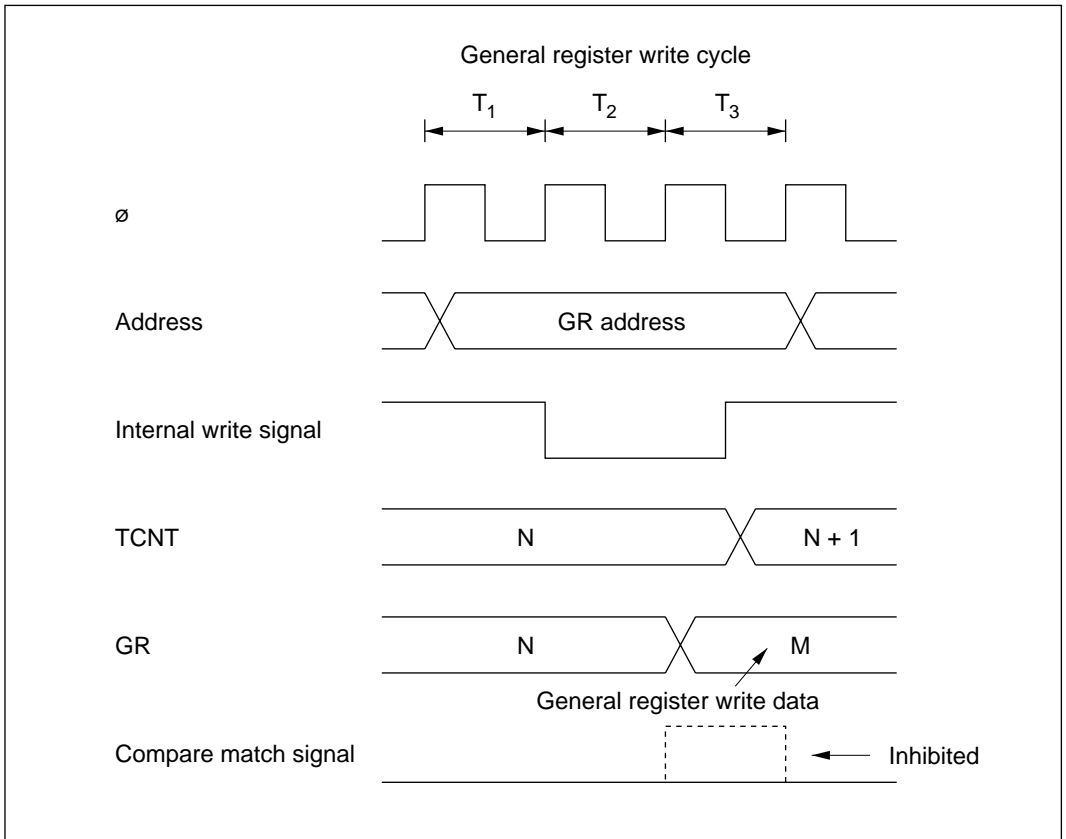 General register write cycle
T1 T2 T3
ø
Address GR address
Internal write signal
TCNT N N + 1
GR N M
General register write data
Compare match signal Inhibited